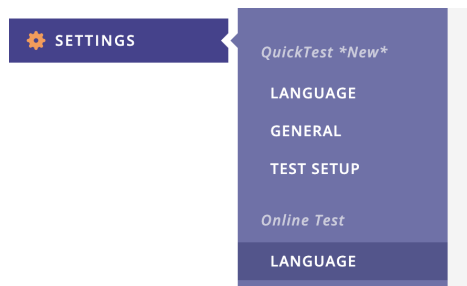 SETTINGS
QuickTest *New*
LANGUAGE
GENERAL
TEST SETUP
Online Test
LANGUAGE